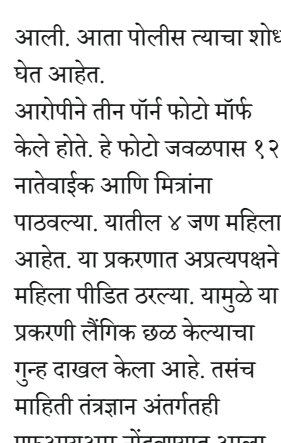 आली. आता पोलीस त्याचा शोध
घेत आहेत.
आरोपीने तीन पॉर्न फोटो मॉर्फ
केले होते. हे फोटो जवळपास १२
नातेवाईक आणि मित्रांना
पाठवल्या. यातील ४ जण महिला
आहेत. या प्रकरणात अप्रत्यपक्षने
महिला पीडित ठरल्या. यामुळे या
प्रकरणी लैंगिक छळ केल्याचा
गुन्ह दाखल केला आहे. तसंच
माहिती तंत्रज्ञान अंतर्गतही